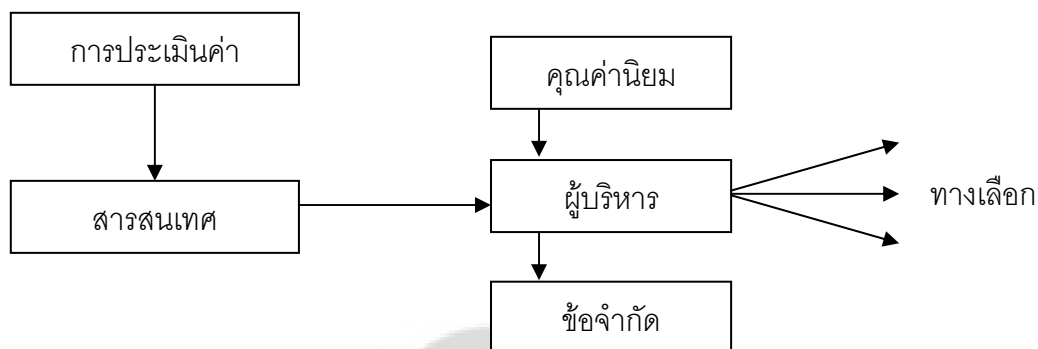 การประเมินค่า
คุณค่านิยม
สารสนเทศ
ผู้บริหาร
ทางเลือก
ข้อจำกัด